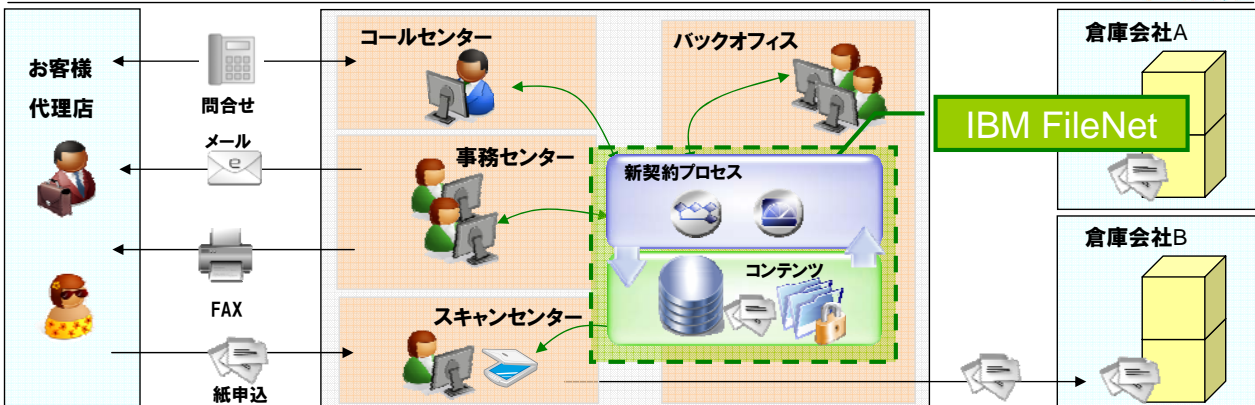 お客様
代理店
問合せ
メール
FAX
紙申込
コールセンター
事務センター
スキャンセンター
バックオフィス
新契約プロセス
コンテンツ
IBM FileNet
倉庫会社A
倉庫会社B